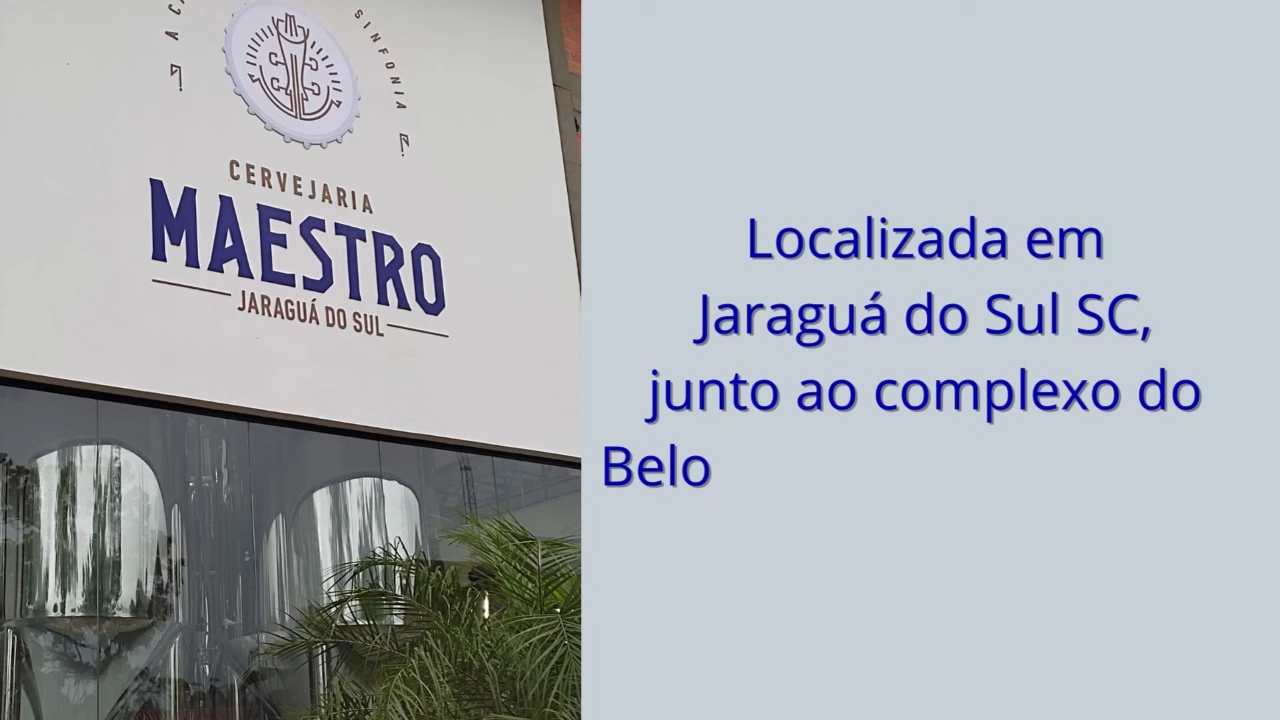 SINFONIA
CERVEJARIA
MAESTRO
JARAGUÁ DO SUL
Localizada em
Jaraguá do Sul SC,
junto ao complexo do
Belo